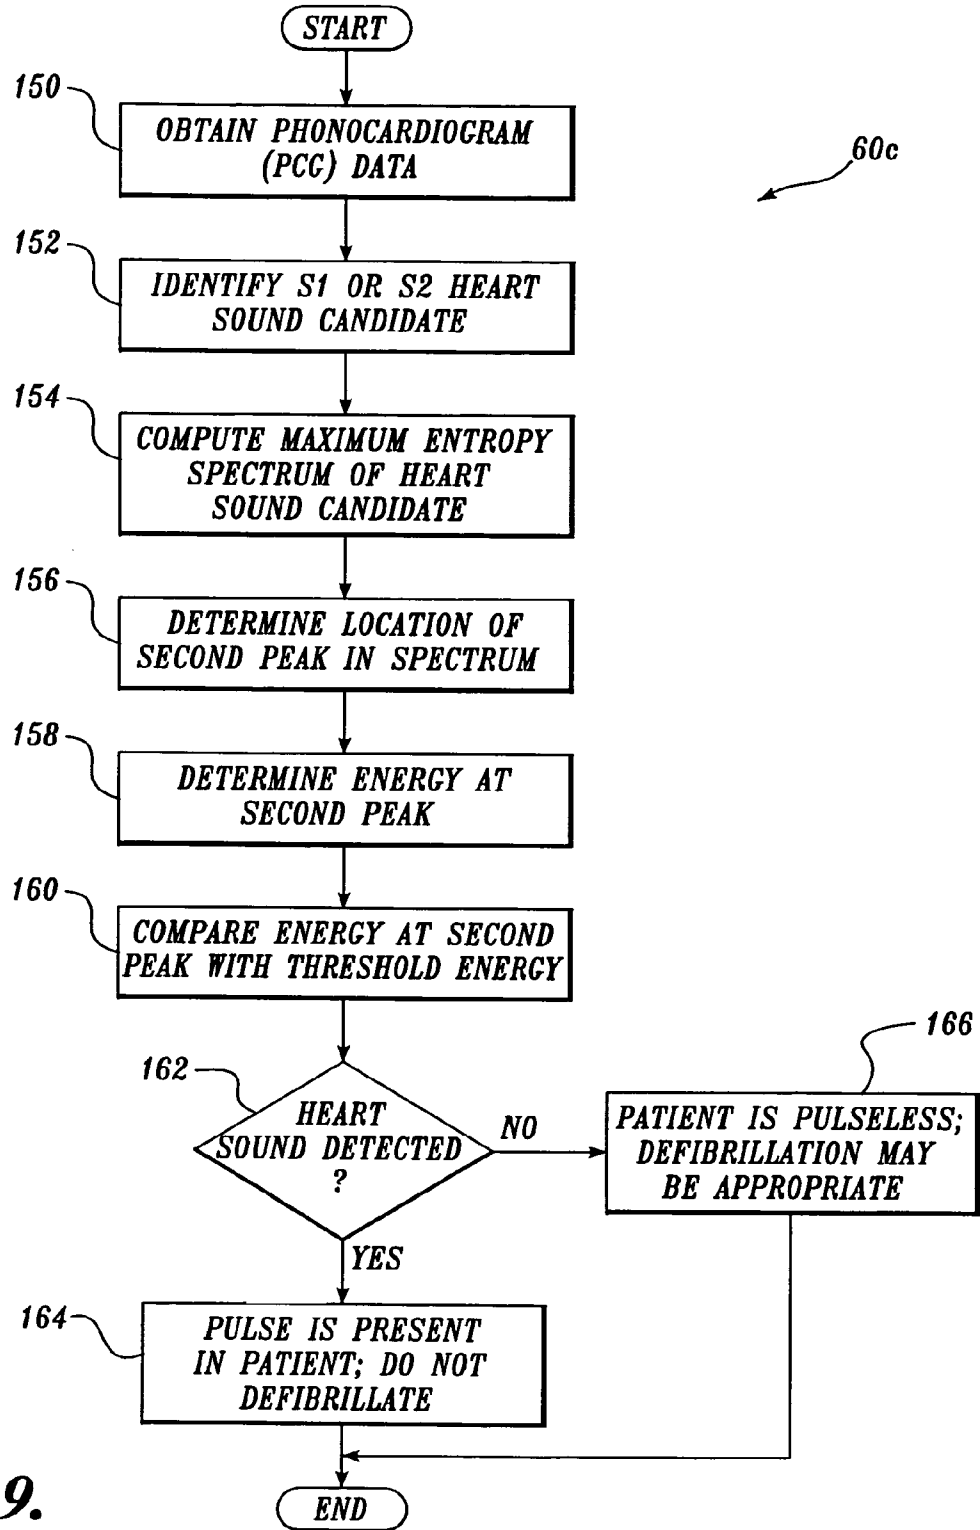 START
150
OBTAIN PHONOCARDIOGRAM
(PCG) DATA
60c
152
IDENTIFY S1 OR S2 HEART
SOUND CANDIDATE
154
COMPUTE MAXIMUM ENTROPY
SPECTRUM OF HEART
SOUND CANDIDATE
156
DETERMINE LOCATION OF
SECOND PEAK IN SPECTRUM
158
DETERMINE ENERGY AT
SECOND PEAK
160
COMPARE ENERGY AT SECOND
PEAK WITH THRESHOLD ENERGY
162
HEART
SOUND DETECTED
?
NO
166
PATIENT IS PULSELESS;
DEFIBRILLATION MAY
BE APPROPRIATE
YES
164
PULSE IS PRESENT
IN PATIENT; DO NOT
DEFIBRILLATE
9.
END